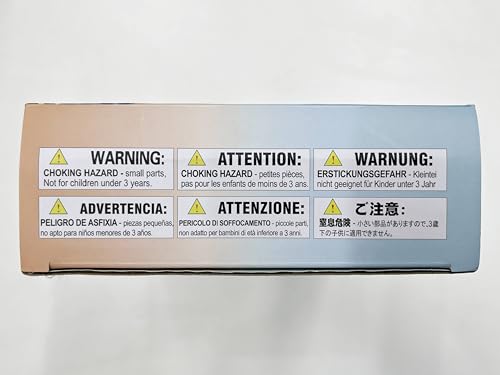 WARNING:
CHOKING HAZARD - small parts,
Not for children under 3 years.
ATTENTION:
CHOKING HAZARD - petites pièces,
pas pour les enfants de moins de 3 ans.
WARNUNG:
ERSTICKUNGSGEFAHR - Kleintei
nicht geeignet für Kinder unter 3 Jahr
ADVERTENCIA:
PELIGRO DE ASFIXIA - piezas pequeñas,
no apto para niños menores de 3 años.
ATTENZIONE:
PERICOLO DI SOFFOCAMENTO - piccole parti,
non adatto per bambini di età inferiore a 3 anni.
ご注意:
窒息危険 - 小さい部品がありますので､3歳
下の子供に適用できません。